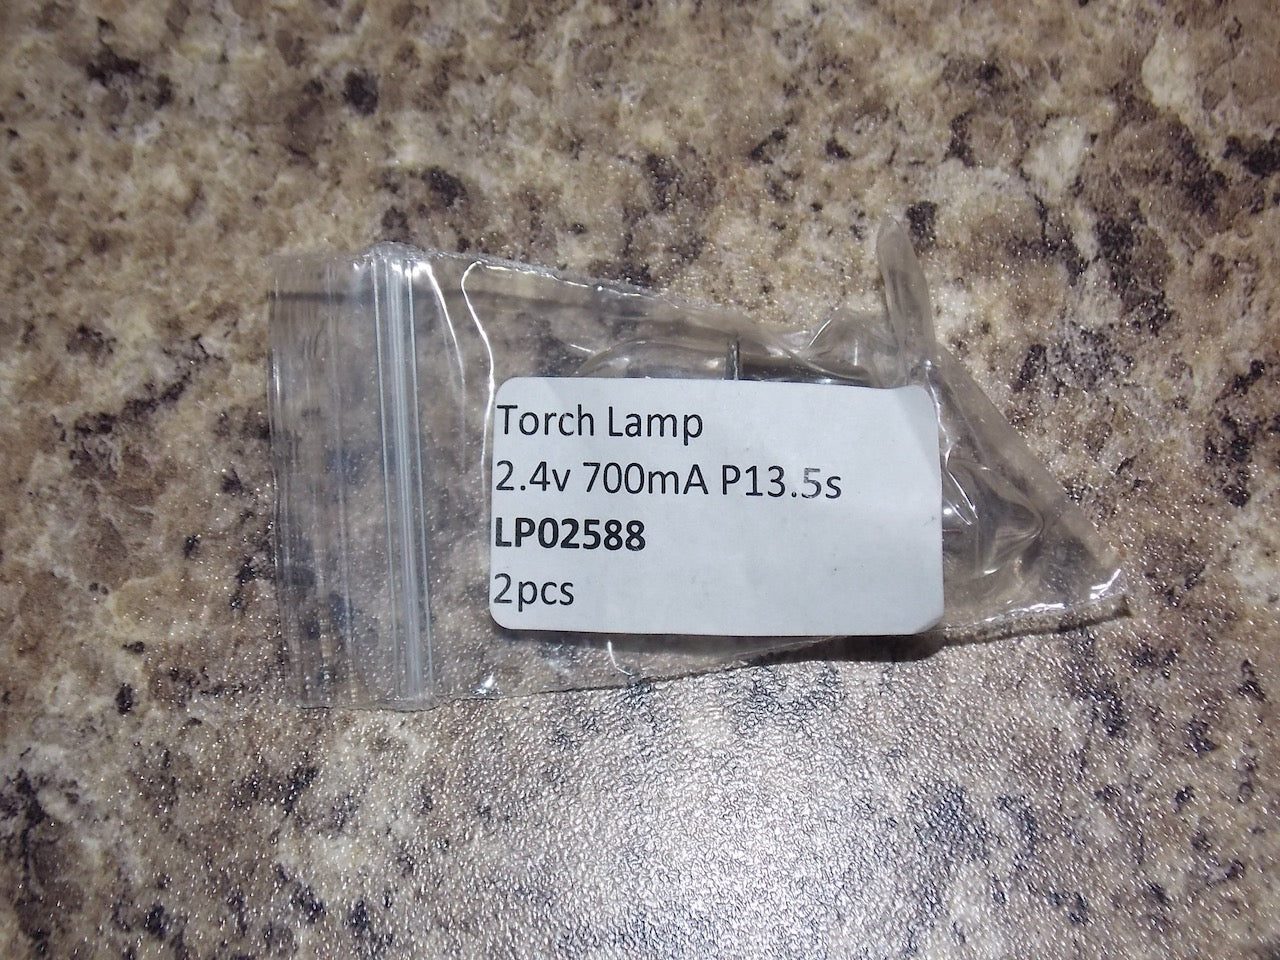 Torch Lamp
2.4v 700mA P13.5s
LP02588
2pcs